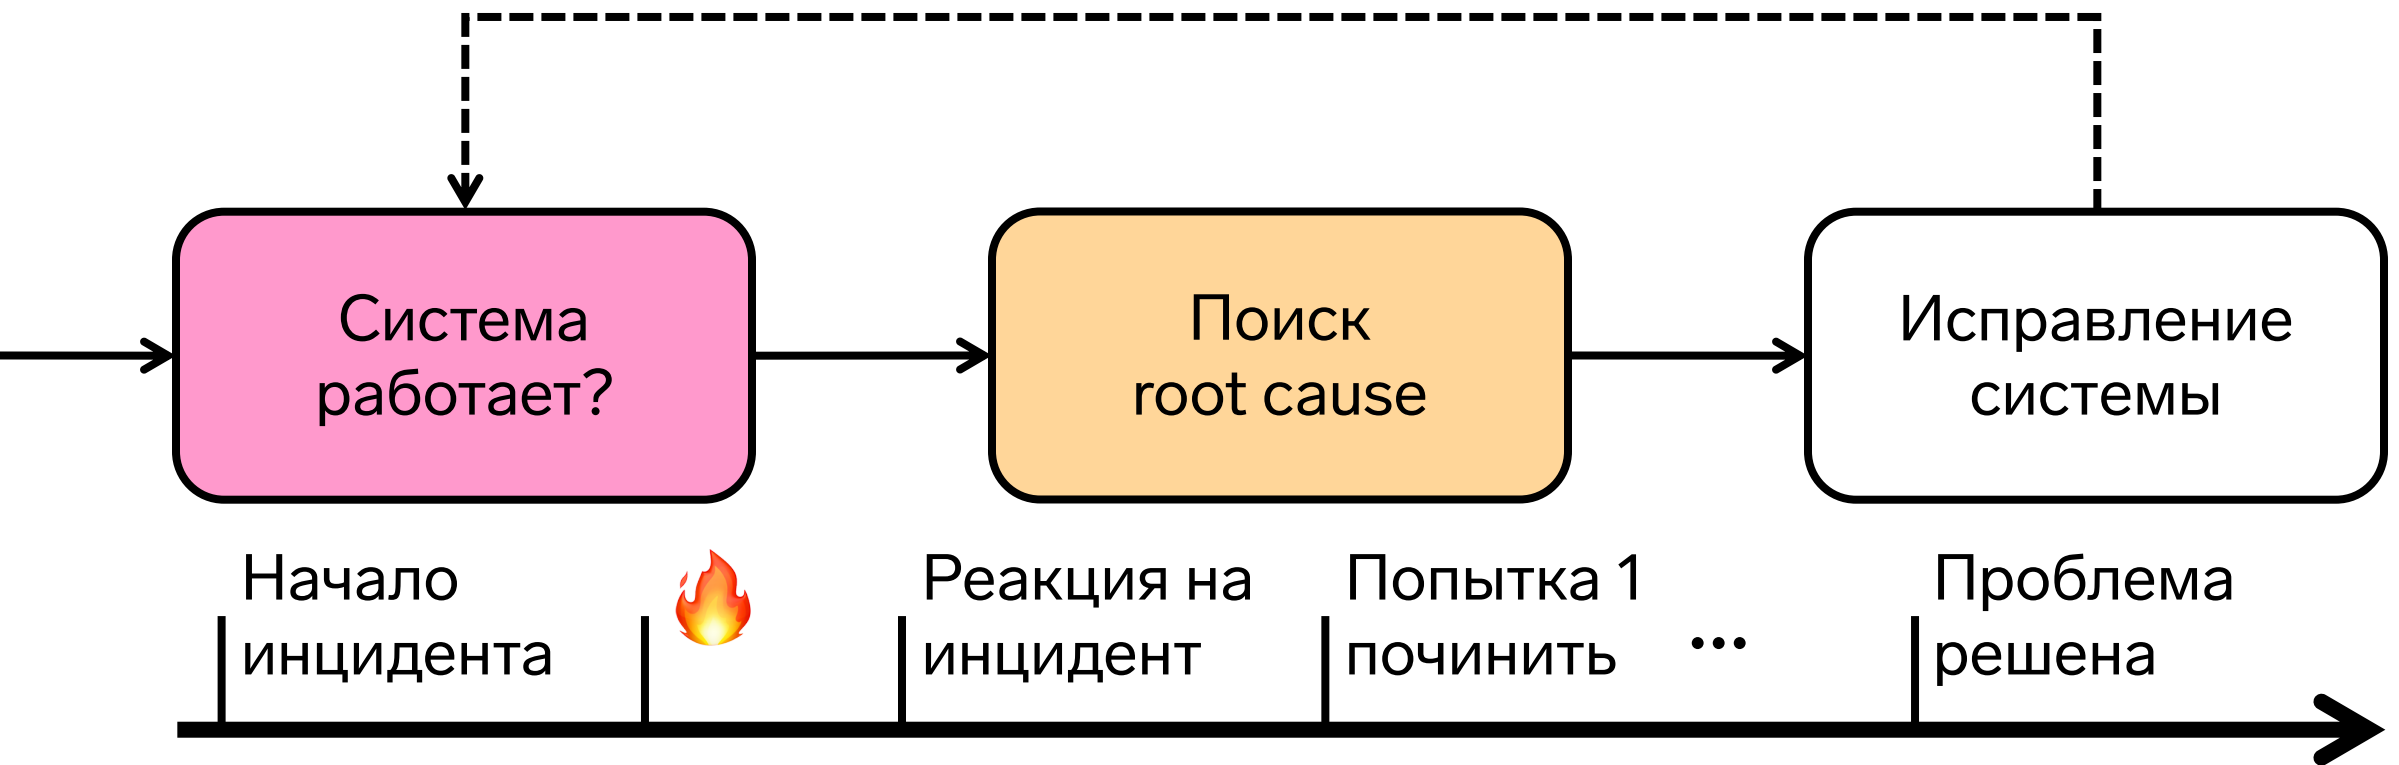 Система
работает?
Поиск
root cause
Исправление
системы
Начало
инцидента
Реакция на
инцидент
Попытка 1
починить
...
Проблема
решена